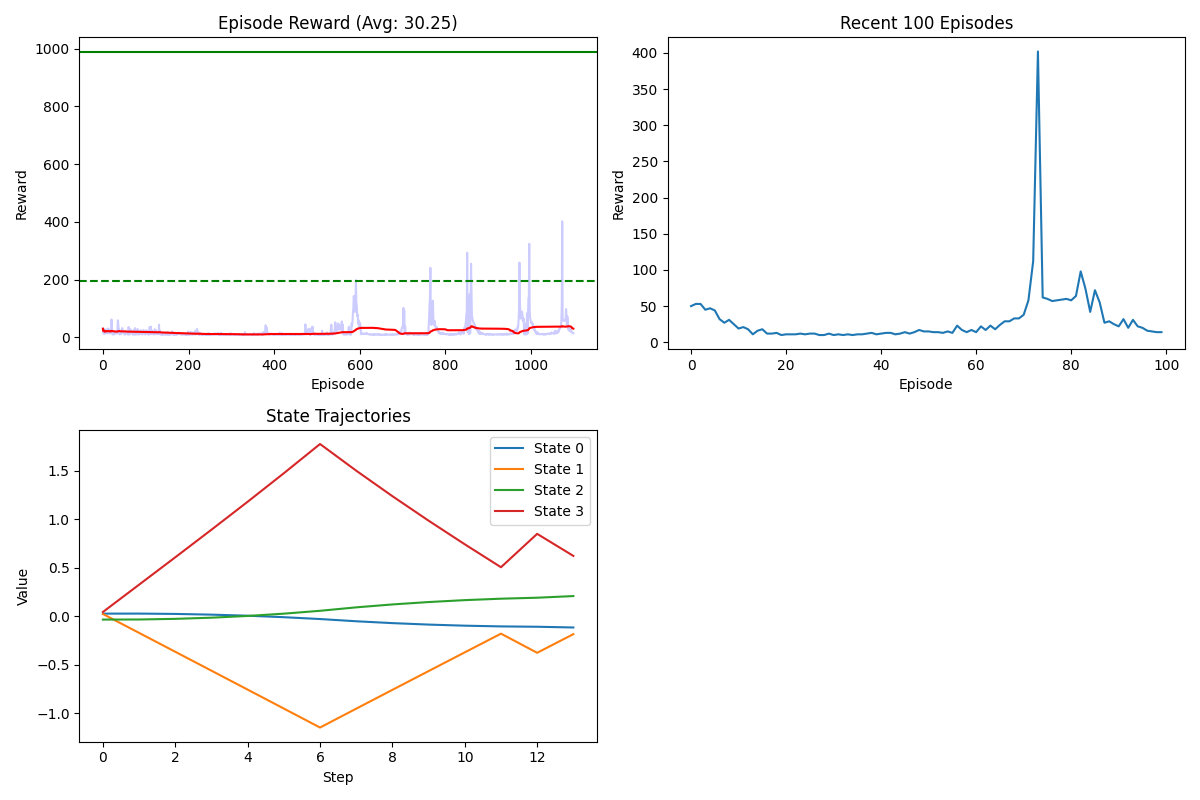 Episode Reward (Avg: 30.25)
1000
800
600
400
200
0
Reward
0 200 400 600 800 1000
Episode
Recent 100 Episodes
400
350
300
250
200
150
100
50
0
Reward
0 20 40 60 80 100
Episode
State Trajectories
1.5
1.0
0.5
0.0
−0.5
−1.0
Value
State 0
State 1
State 2
State 3
0 2 4 6 8 10 12
Step